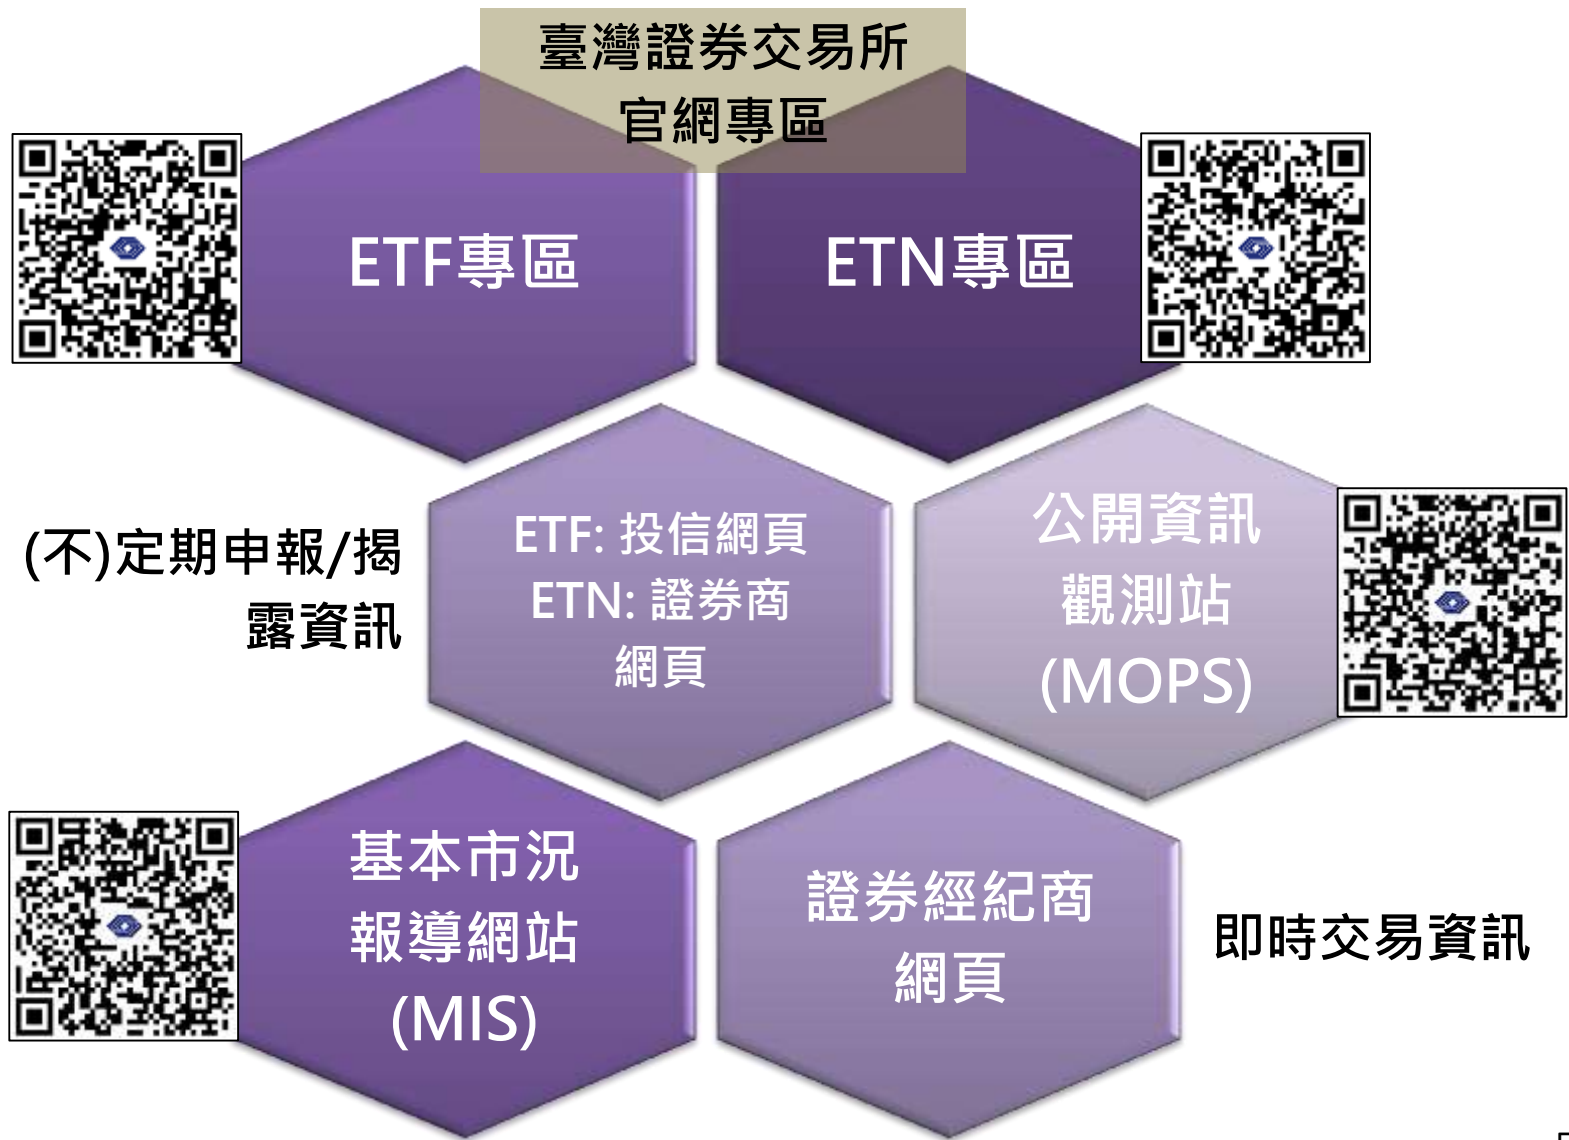 臺灣證券交易所
官網專區
ETF專區
ETN專區
(不)定期申報/揭
露資訊
ETF: 投信網頁
ETN: 證券商
網頁
公開資訊
觀測站
(MOPS)
基本市況
報導網站
(MIS)
證券經紀商
網頁
即時交易資訊